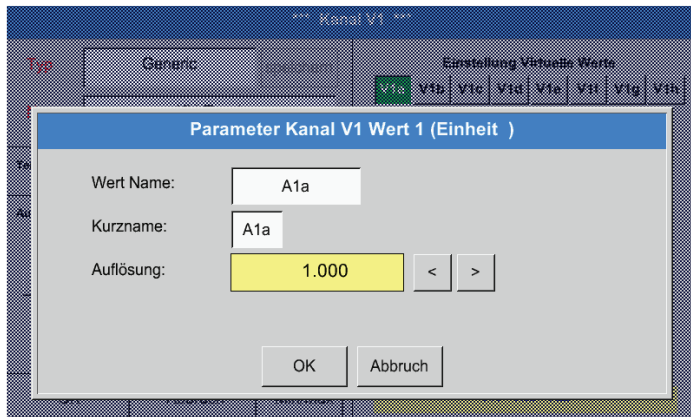 *** Kanal V1 ***
Typ
Generic
speichern
Einstellung Virtuelle Werte
V1a V1b V1c V1d V1e V1f V1g V1h
Parameter Kanal V1 Wert 1 (Einheit )
Wert Name:
A1a
Kurzname:
A1a
Auflösung:
1.000
<
>
OK
Abbruch